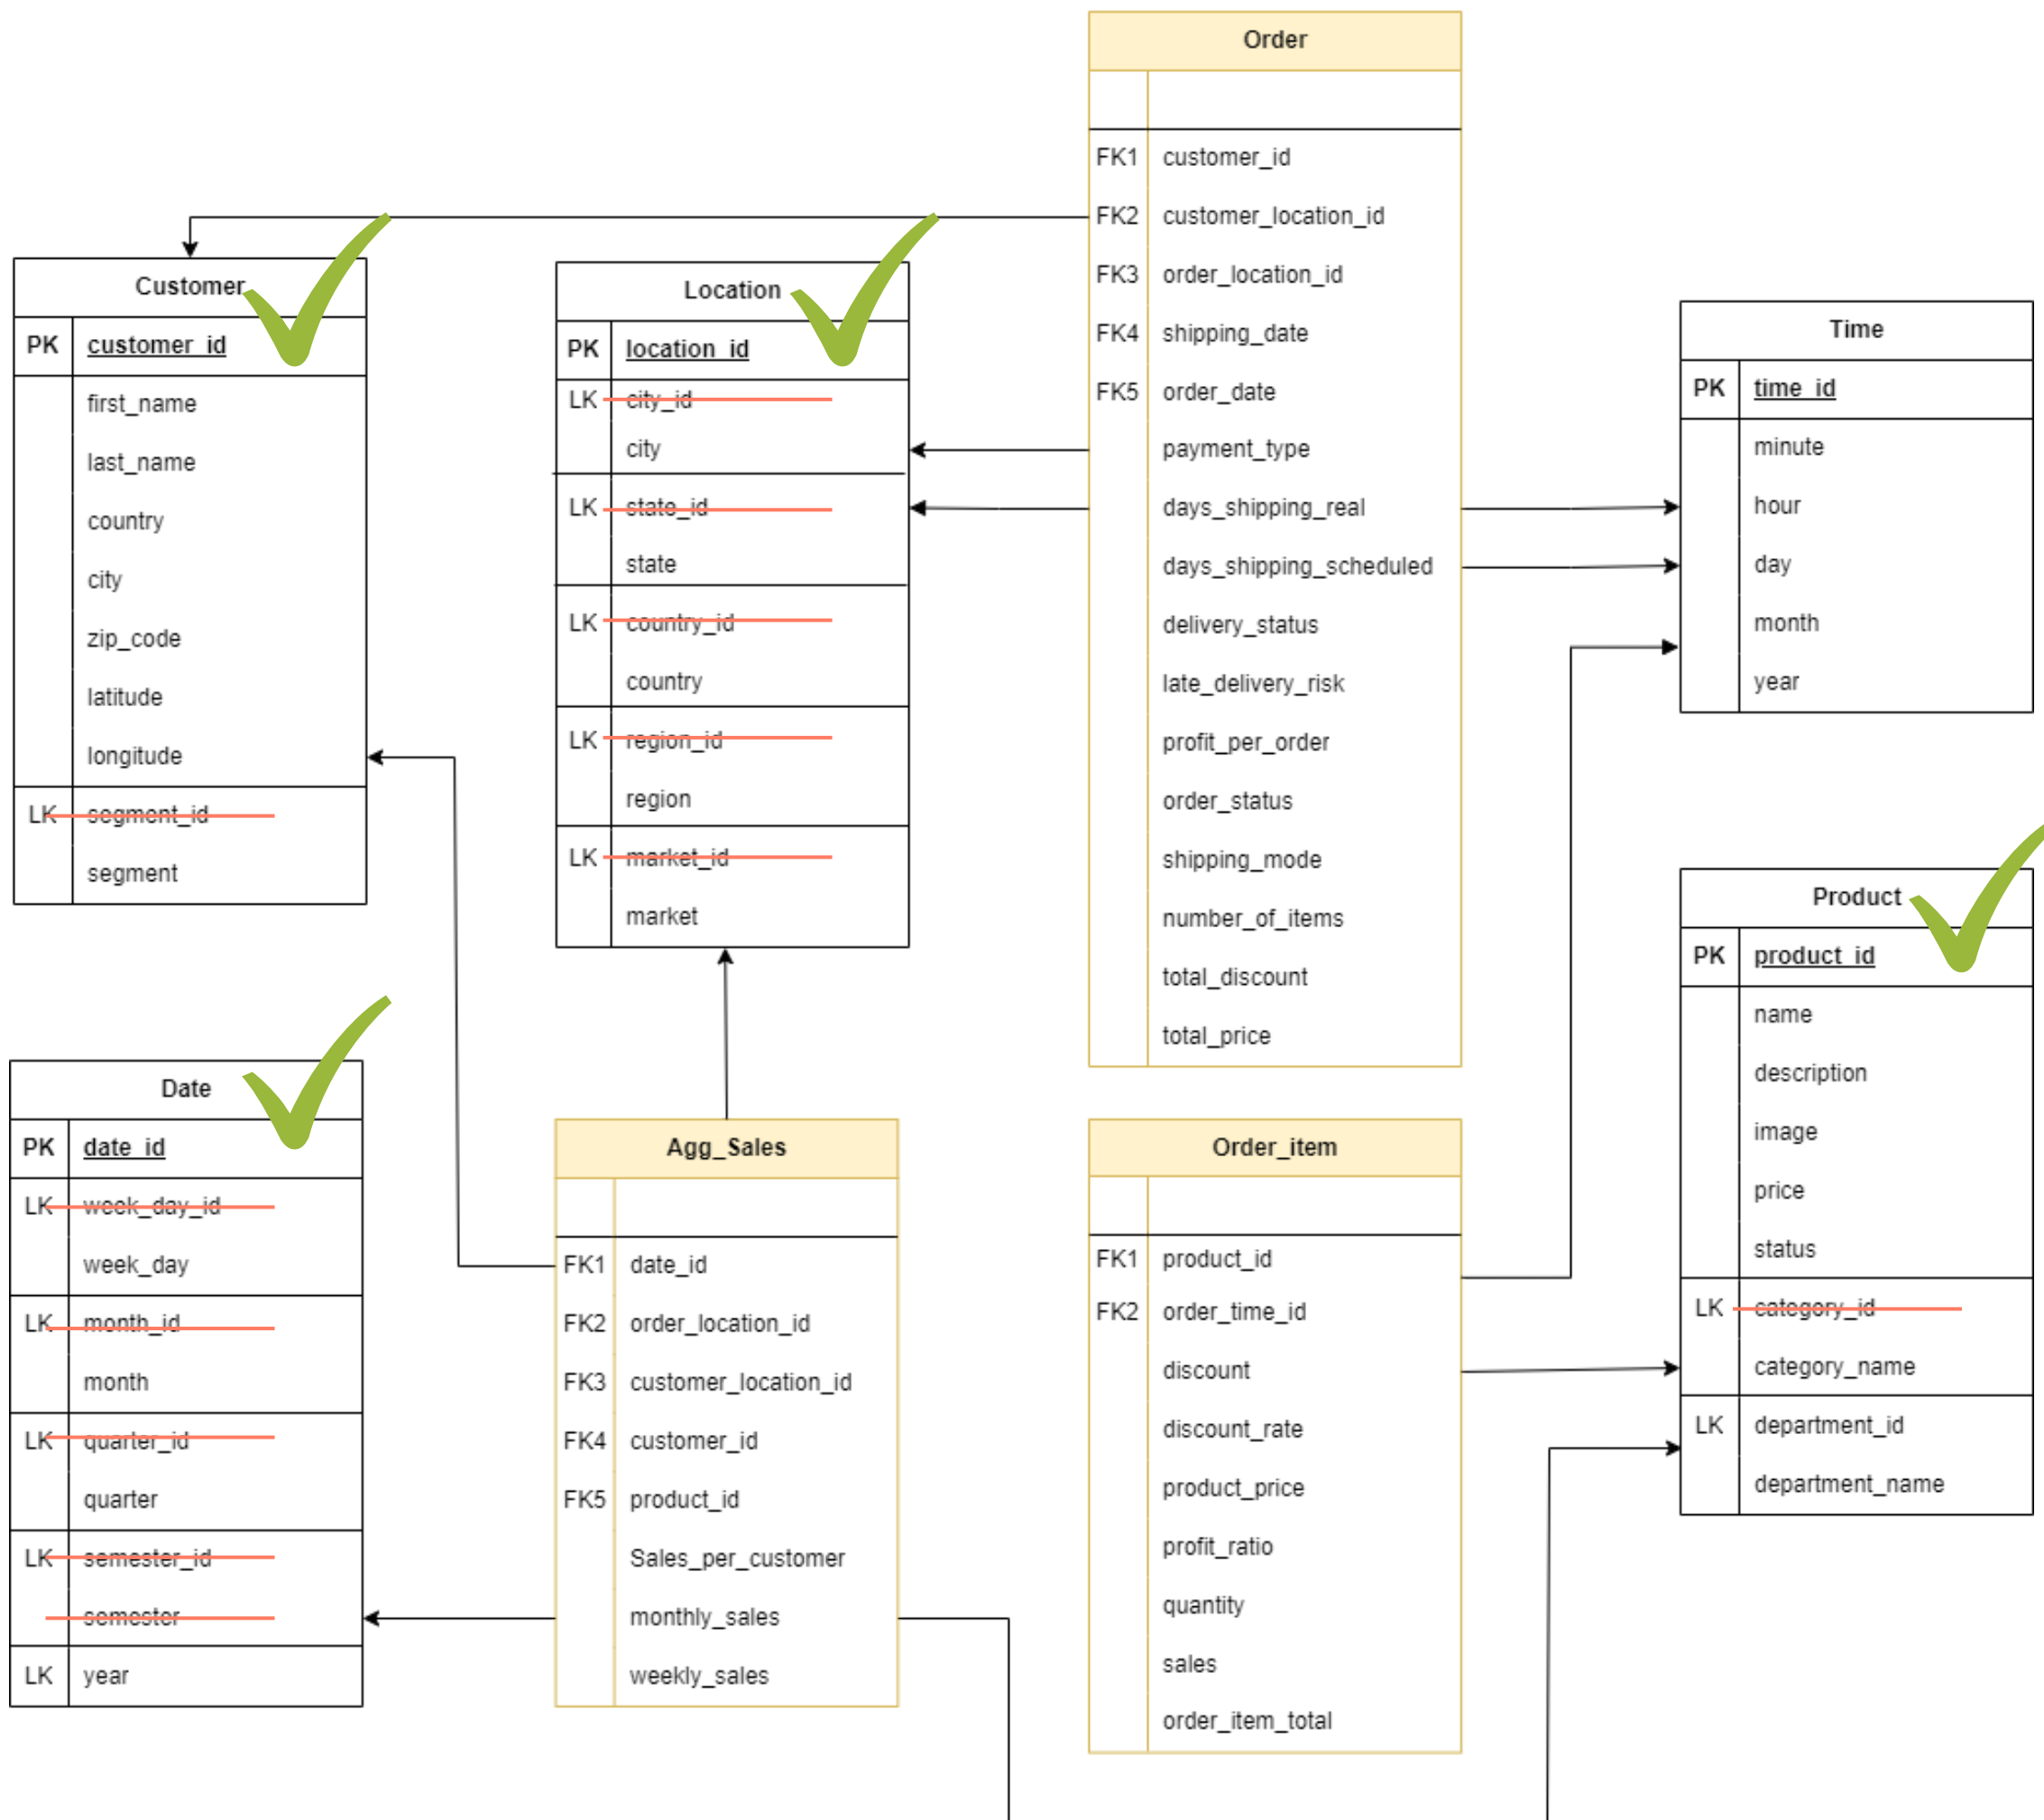 Order
FK1 customer_id
FK2 customer_location_id
FK3 order_location_id
FK4 shipping_date
FK5 order_date
payment_type
days_shipping_real
days_shipping_scheduled
delivery_status
late_delivery_risk
profit_per_order
order_status
shipping_mode
number_of_items
total_discount
total_price
Customer
PK customer_id
first_name
last_name
country
city
zip_code
latitude
longitude
LK segment_id
segment
Location
PK location_id
LK city_id
city
LK state_id
state
LK country_id
country
LK region_id
region
LK market_id
market
Time
PK time_id
minute
hour
day
month
year
Product
PK product_id
name
description
image
price
status
LK category_id
category_name
LK department_id
department_name
Date
PK date_id
LK week_day_id
week_day
LK month_id
month
LK quarter_id
quarter
LK semester_id
semester
LK year
Agg_Sales
FK1 date_id
FK2 order_location_id
FK3 customer_location_id
FK4 customer_id
FK5 product_id
Sales_per_customer
monthly_sales
weekly_sales
Order_item
FK1 product_id
FK2 order_time_id
discount
discount_rate
product_price
profit_ratio
quantity
sales
order_item_total